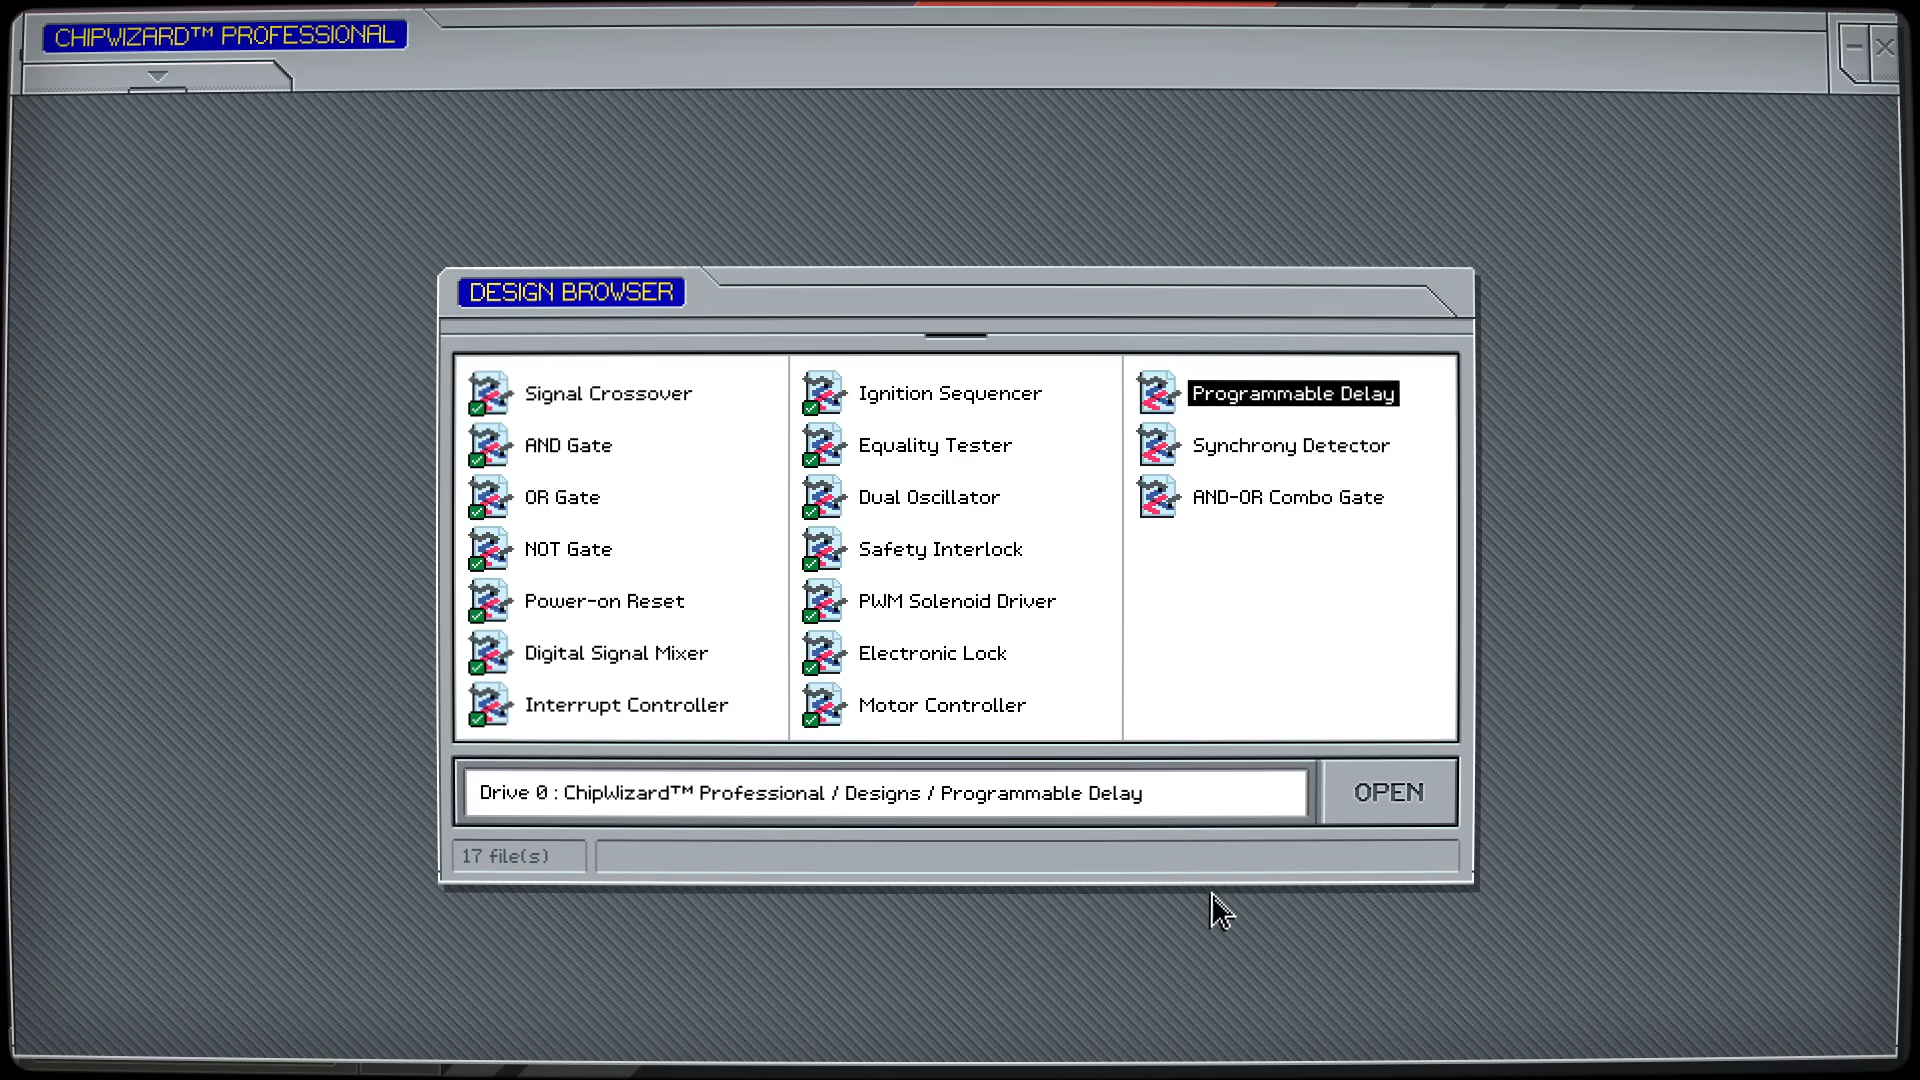 CHIPWIZARD™ PROFESSIONAL
DESIGN BROWSER
Signal Crossover
AND Gate
OR Gate
NOT Gate
Power-on Reset
Digital Signal Mixer
Interrupt Controller
Ignition Sequencer
Equality Tester
Dual Oscillator
Safety Interlock
PWM Solenoid Driver
Electronic Lock
Motor Controller
Programmable Delay
Synchrony Detector
AND-OR Combo Gate
Drive 0 : ChipWizard™ Professional / Designs / Programmable Delay
OPEN
17 file(s)